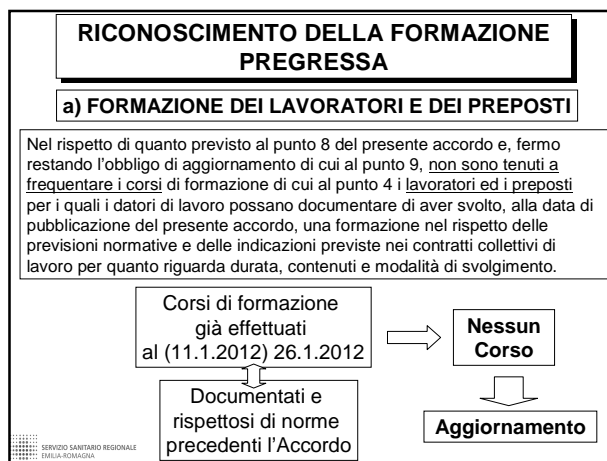 RICONOSCIMENTO DELLA FORMAZIONE
PREGRESSA
a) FORMAZIONE DEI LAVORATORI E DEI PREPOSTI
Nel rispetto di quanto previsto al punto 8 del presente accordo e, fermo
restando l'obbligo di aggiornamento di cui al punto 9, non sono tenuti a
frequentare i corsi di formazione di cui al punto 4 i lavoratori ed i preposti
per i quali i datori di lavoro possano documentare di aver svolto, alla data di
pubblicazione del presente accordo, una formazione nel rispetto delle
previsioni normative e delle indicazioni previste nei contratti collettivi di
lavoro per quanto riguarda durata, contenuti e modalità di svolgimento.
Corsi di formazione
già effettuati
al (11.1.2012) 26.1.2012
Nessun
Corso
Documentati e
rispettosi di norme
precedenti l'Accordo
Aggiornamento
SERVIZIO SANITARIO REGIONALE
EMILIA-ROMAGNA